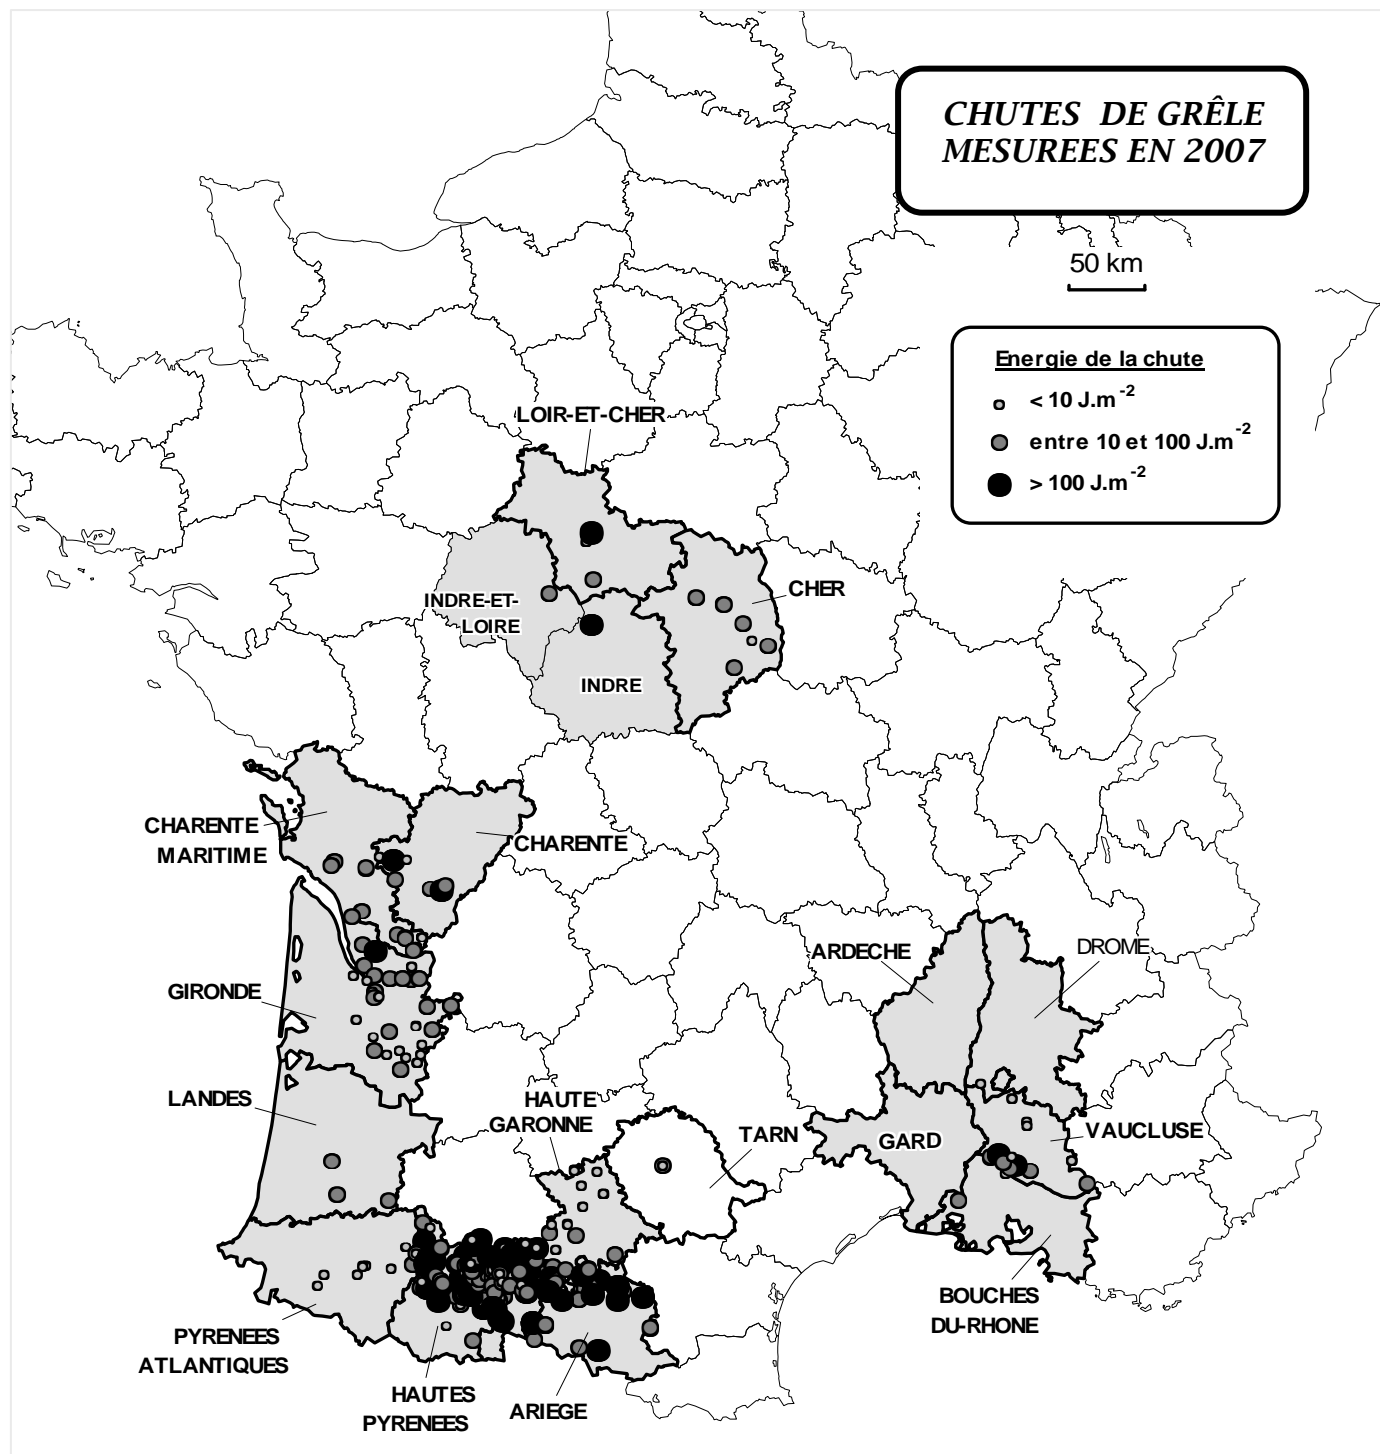 CHUTES DE GRÊLE
MESUREES EN 2007
50 km
Energie de la chute
< 10 J.m-2
entre 10 et 100 J.m-2
> 100 J.m-2
LOIR-ET-CHER
INDRE-ET-
LOIRE
CHER
INDRE
CHARENTE
MARITIME
CHARENTE
ARDECHE
DROME
GIRONDE
LANDES
HAUTE
GARONNE
TARN
GARD
VAUCLUSE
BOUCHES
DU-RHONE
PYRENEES
ATLANTIQUES
HAUTES
PYRENEES
ARIEGE